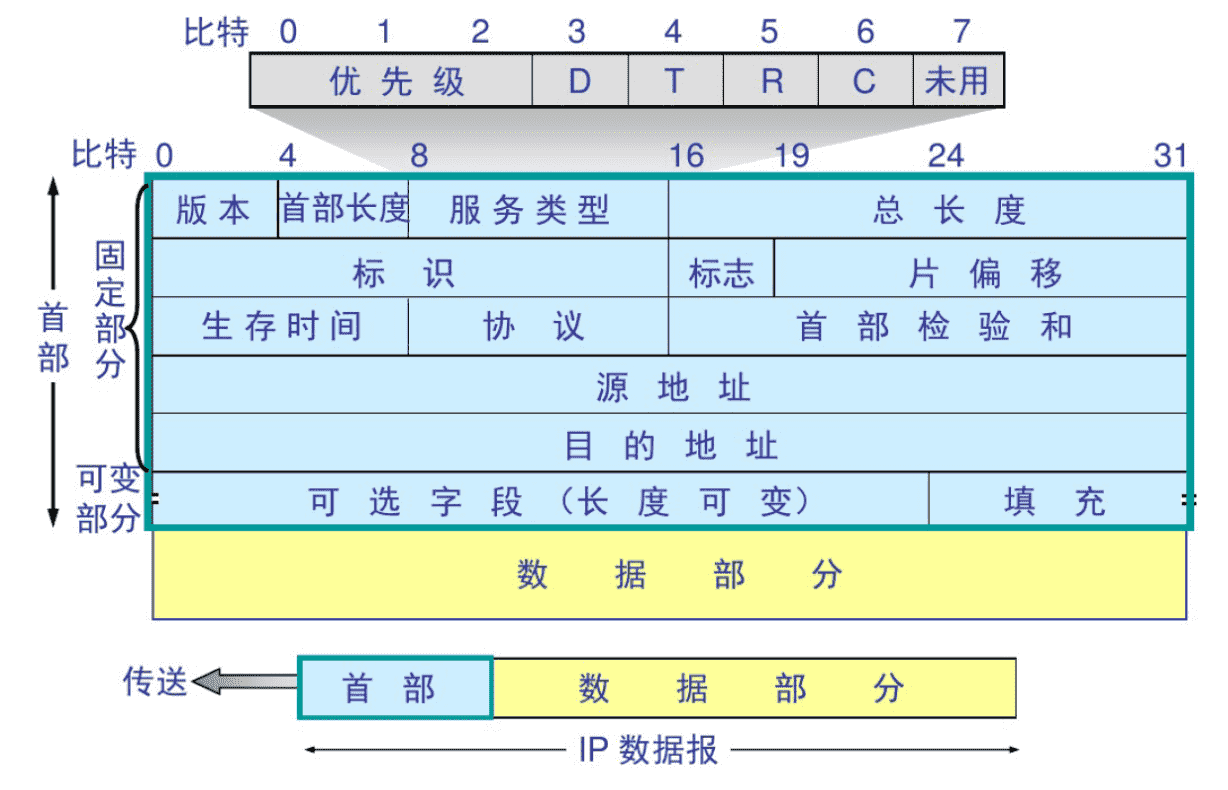 比特 0 1 2 3 4 5 6 7
优先级 D T R C 未用
比特 0 4 8 16 19 24 31
版本 首部长度 服务类型 总长度
标识 标志 片偏移
生存时间 协议 首部检验和
源地址
目的地址
可选字段（长度可变） 填充
首部
固定部分
可变
部分
数据部分
传送 首部 数据部分
IP 数据报